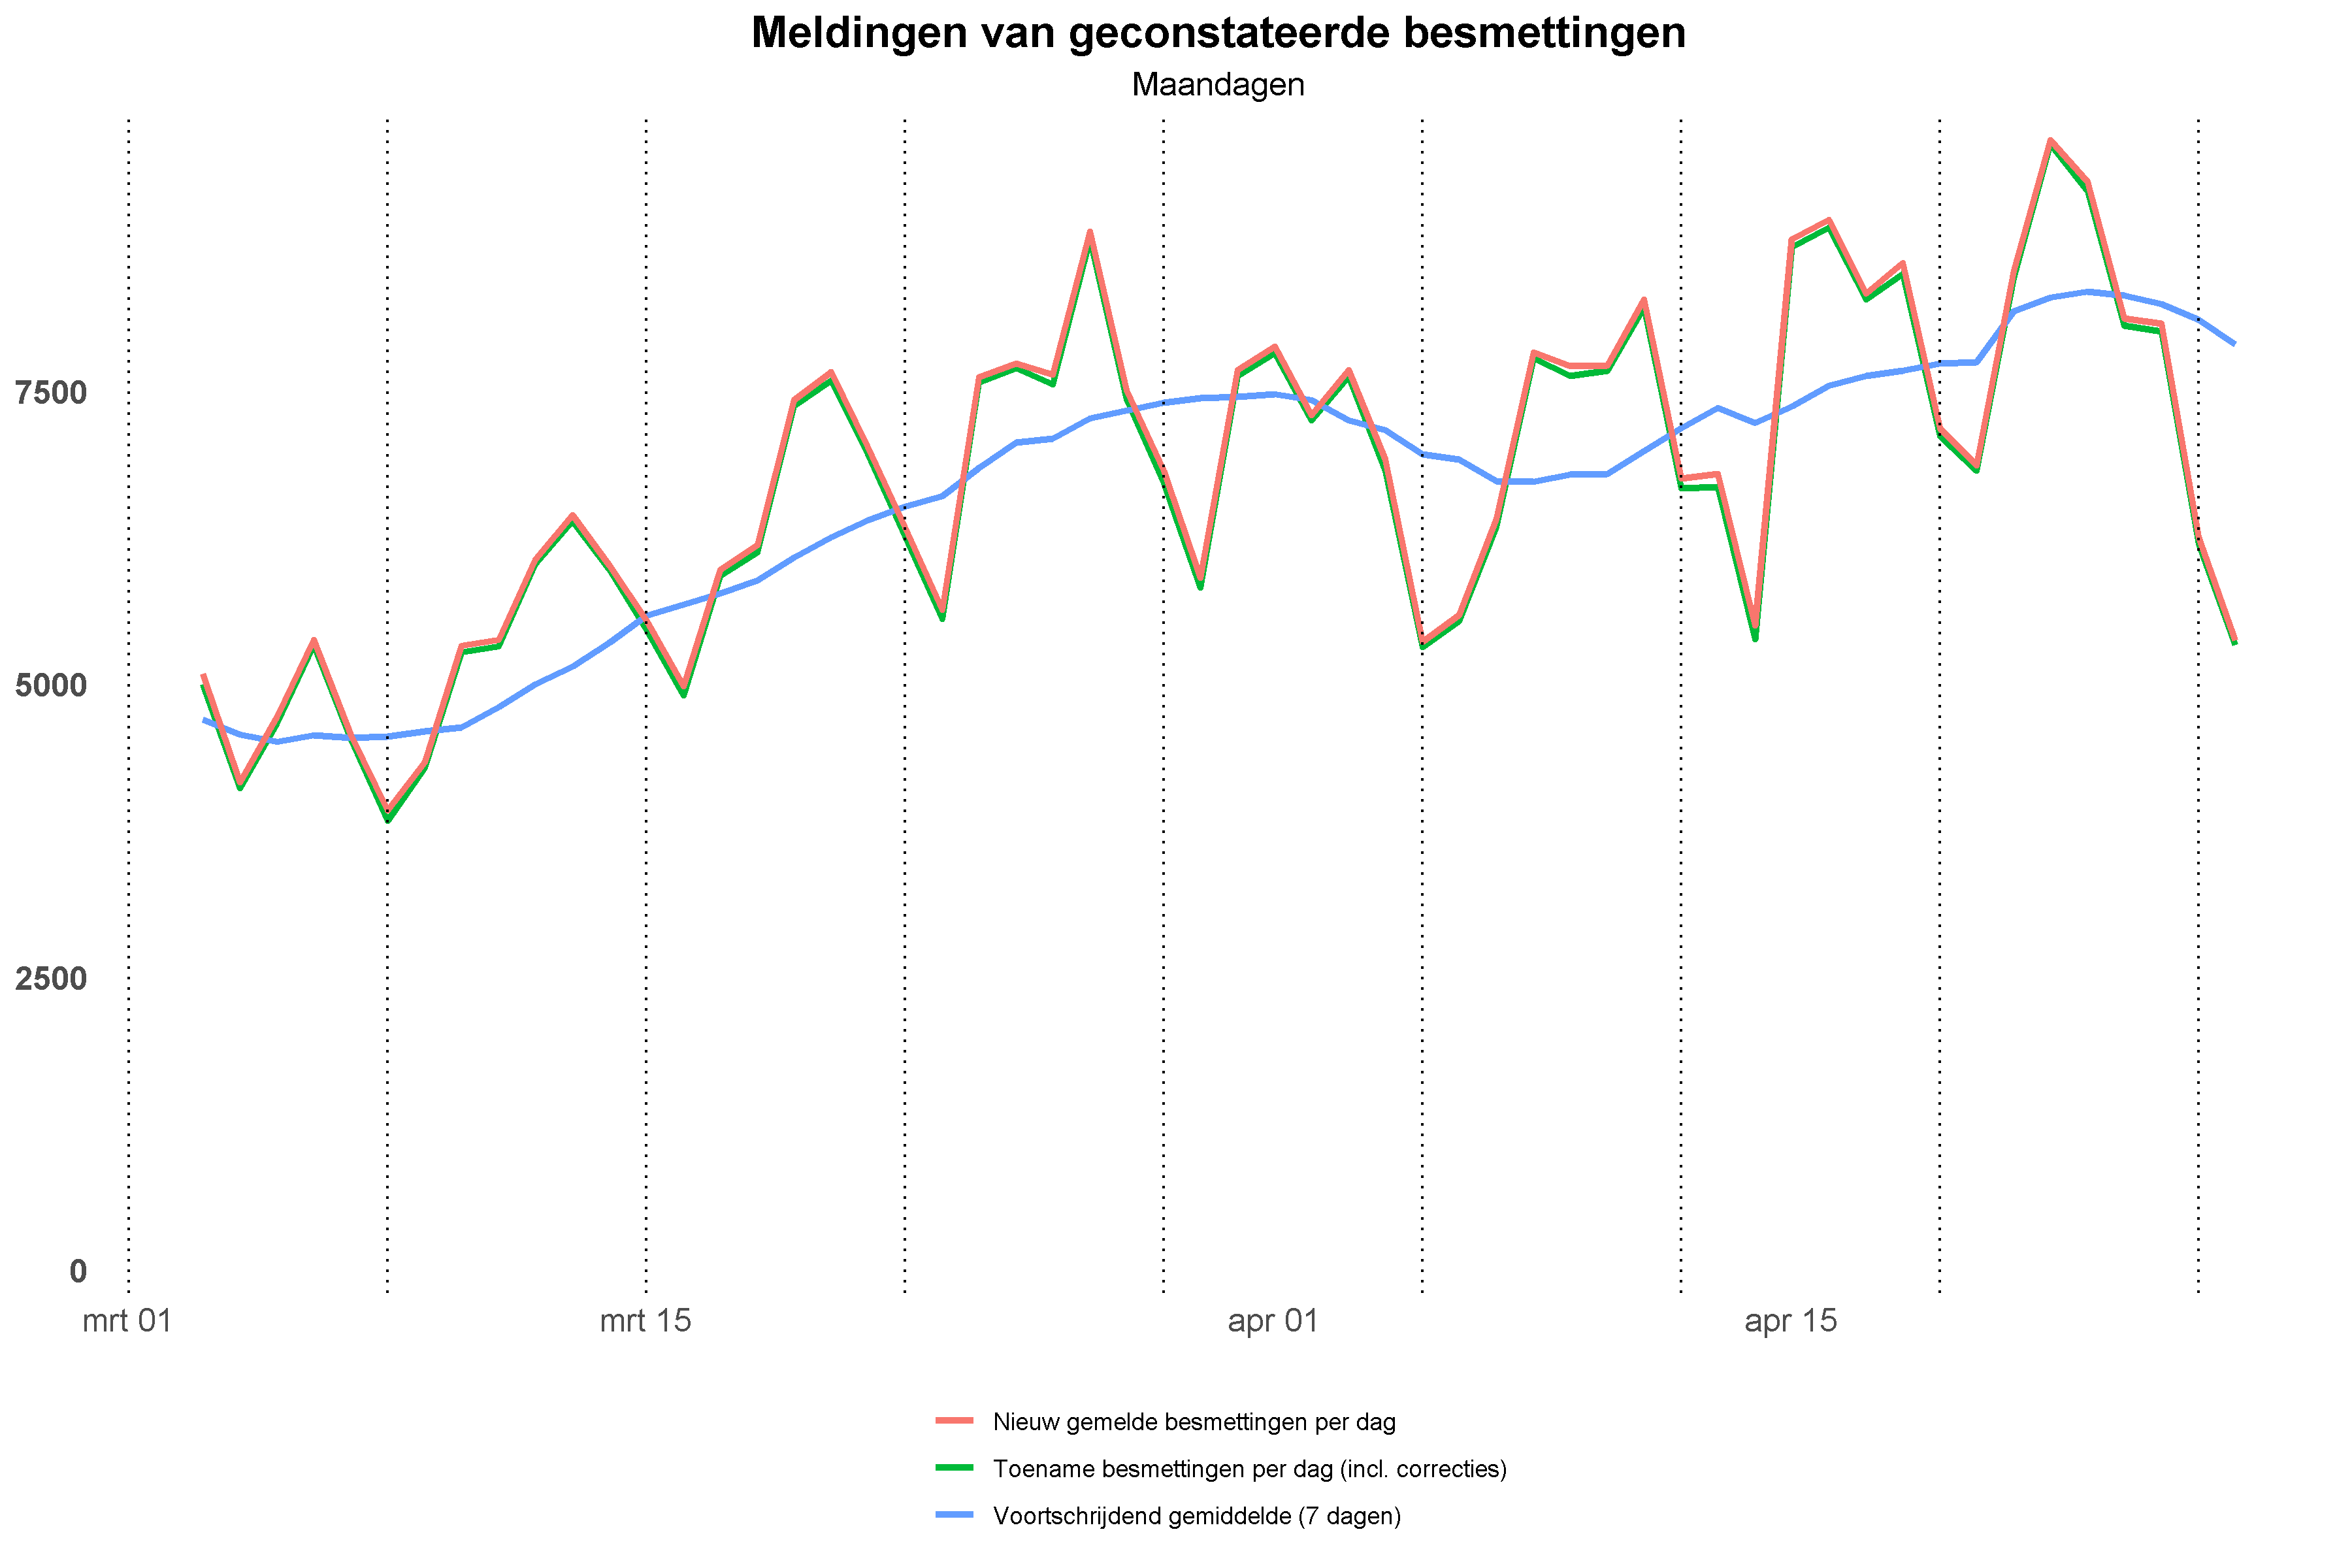 Meldingen van geconstateerde besmettingen
Maandagen
7500
5000
2500
0
mrt 01
mrt 15
apr 01
apr 15
Nieuw gemelde besmettingen per dag
Toename besmettingen per dag (incl. correcties)
Voortschrijdend gemiddelde (7 dagen)